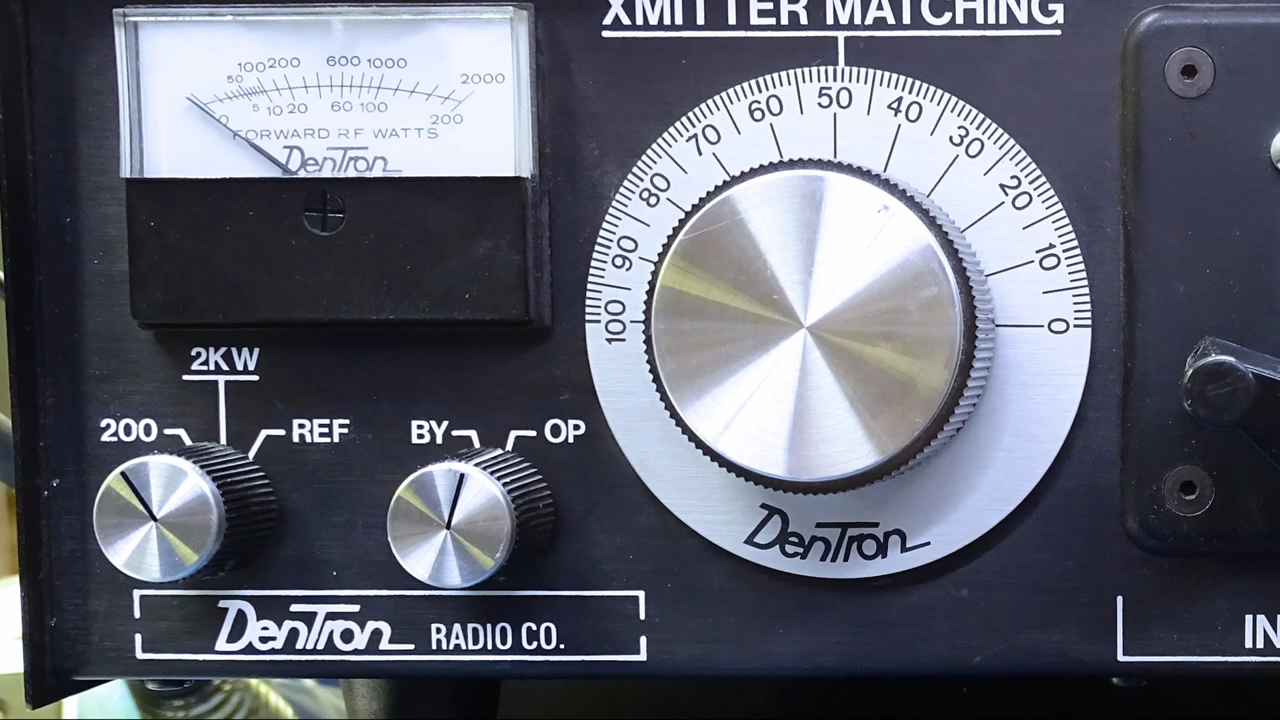 XMITTER MATCHING
50 100 200 600 1000 2000
0 5 10 20 60 100 200
FORWARD RF WATTS
DenTron
100 90 80 70 60 50 40 30 20 10 0
DenTron
2KW
200 REF
BY OP
DenTron RADIO CO.
IN